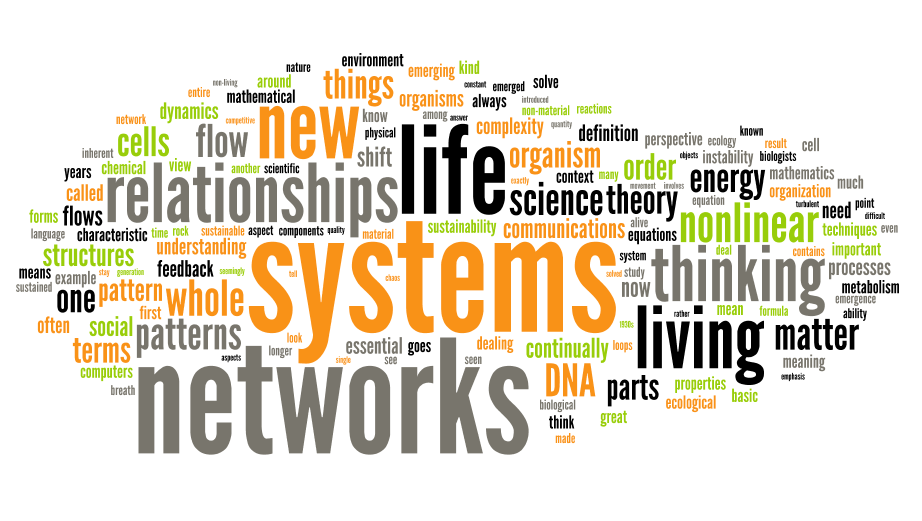 nature
environment
non-living
around
things
emerging
kind
constant
emerged
solve
entire
mathematical
organisms
always
introduced
network
dynamics
competitive
new
know
among
answer
non-material
reactions
cells
flow
physical
life
complexity
quantity
definition
perspective
ecology
known
inherent
chemical
view
another
scientific
shift
organism
order
objects
instability
biologists
result
cell
years
called
relationships
exactly
context
many
movement
involves
energy
mathematics
much
science
theory
equation
organization
forms
flows
turbulent
need
point
difficult
language
characteristic
time
rock
sustainable
aspect
components
quality
material
sustainability
communications
alive
equations
nonlinear
techniques
even
structures
understanding
systems
system
deal
contains
important
means
sustained
example
stay
generation
feedback
seemingly
tell
chaos
solved
study
thinking
processes
one
pattern
first
whole
now
metabolism
emergence
ability
often
social
patterns
1930s
rather
mean
formula
living
matter
terms
look
essential
goes
dealing
continually
loops
computers
aspects
longer
single
see
seen
meaning
emphasis
breath
networks
DNA
parts
properties
basic
biological
ecological
think
great
made